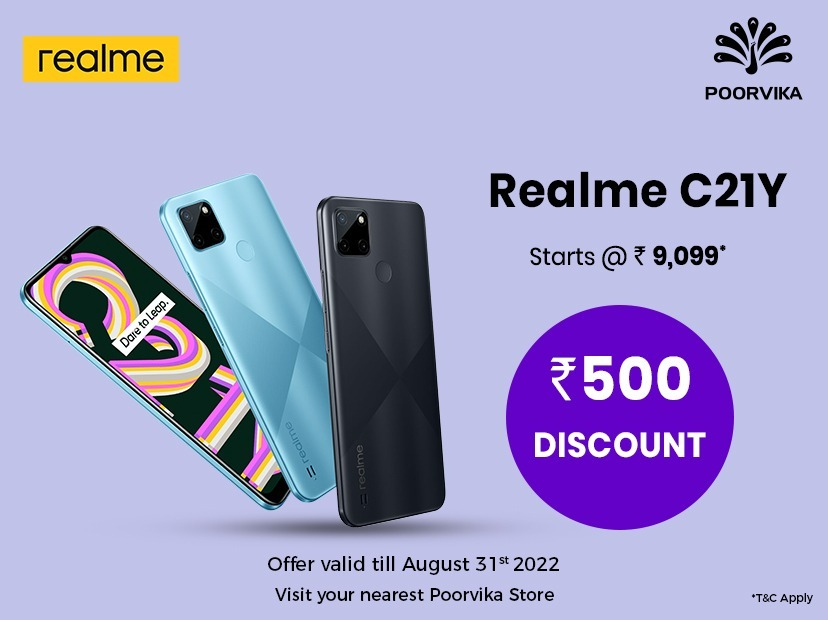 realme
POORVIKA
Realme C21Y
Starts @ ₹ 9,099*
Dare to Leap.
C21Y
realme
realme
₹500
DISCOUNT
Offer valid till August 31st 2022
Visit your nearest Poorvika Store
*T&C Apply